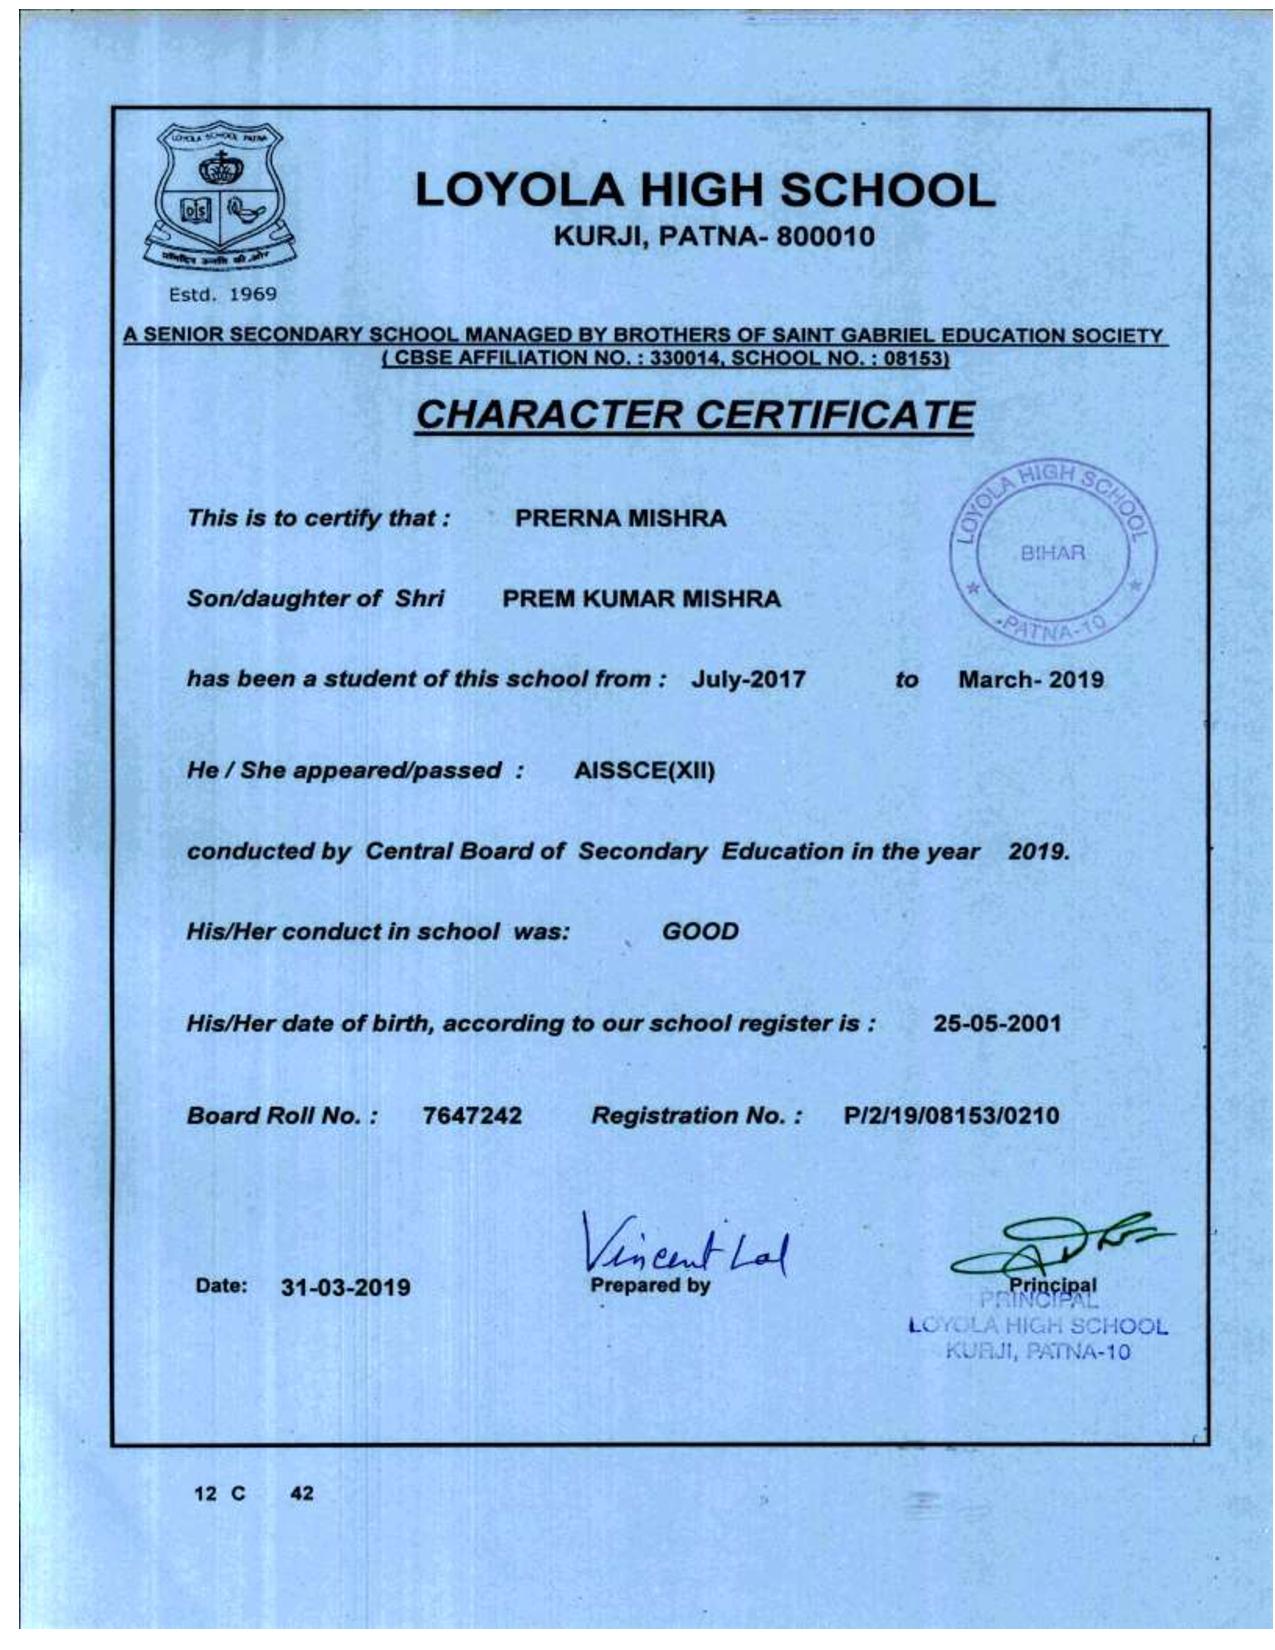 LOYOLA SCHOOL PATNA
D S
प्रतिदिन उन्नति की ओर
Estd. 1969
LOYOLA HIGH SCHOOL
KURJI, PATNA- 800010
A SENIOR SECONDARY SCHOOL MANAGED BY BROTHERS OF SAINT GABRIEL EDUCATION SOCIETY
( CBSE AFFILIATION NO. : 330014, SCHOOL NO. : 08153)
CHARACTER CERTIFICATE
LOYOLA HIGH SCHOOL
BIHAR
PATNA-10
This is to certify that : PRERNA MISHRA
Son/daughter of Shri PREM KUMAR MISHRA
has been a student of this school from : July-2017 to March- 2019
He / She appeared/passed : AISSCE(XII)
conducted by Central Board of Secondary Education in the year 2019.
His/Her conduct in school was: GOOD
His/Her date of birth, according to our school register is : 25-05-2001
Board Roll No. : 7647242 Registration No. : P/2/19/08153/0210
Vincent Lal
Date: 31-03-2019 Prepared by Principal
PRINCIPAL
LOYOLA HIGH SCHOOL
KURJI, PATNA-10
12 C 42